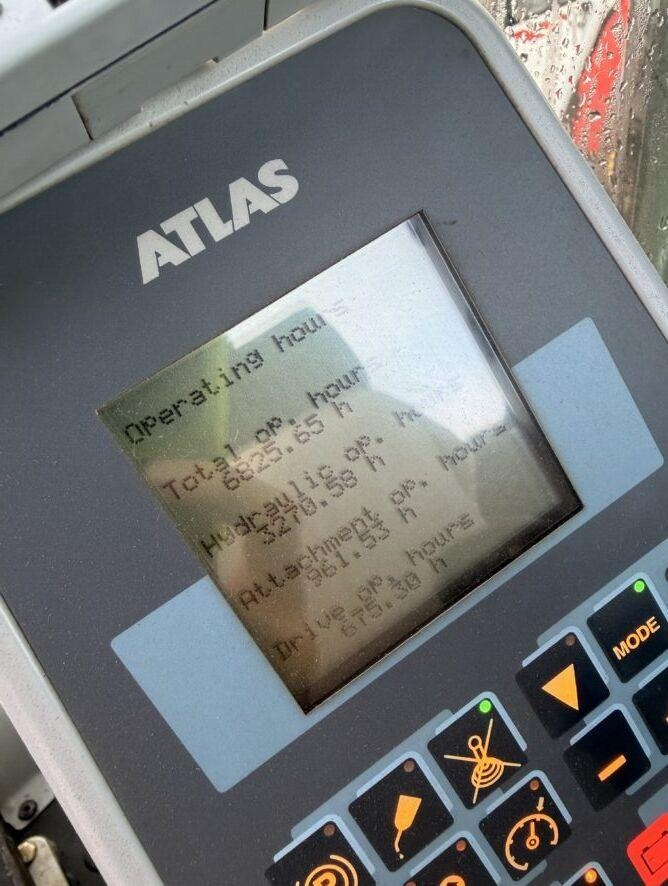 ATLAS
Operating hours
Total op. hours
6825.65 h
Hydraulic op. hours
3270.58 h
Attachment op. hours
961.53 h
Drive op. hours
675.30 h
MODE